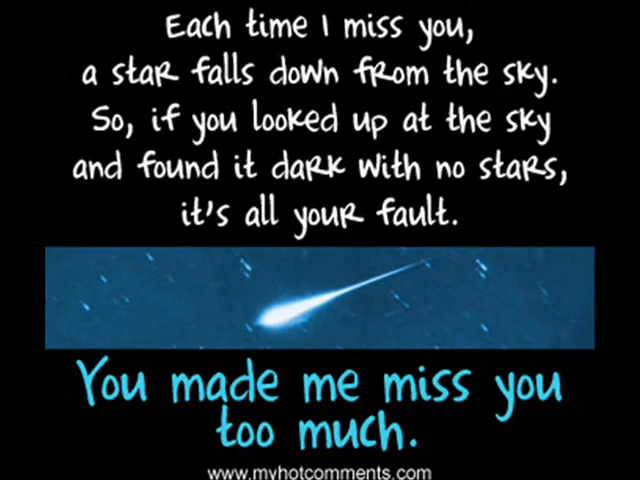 Each time I miss you,
a star falls down from the sky.
So, if you looked up at the sky
and found it dark with no stars,
it's all your fault.
You made me miss you
too much.
www.myhotcomments.com